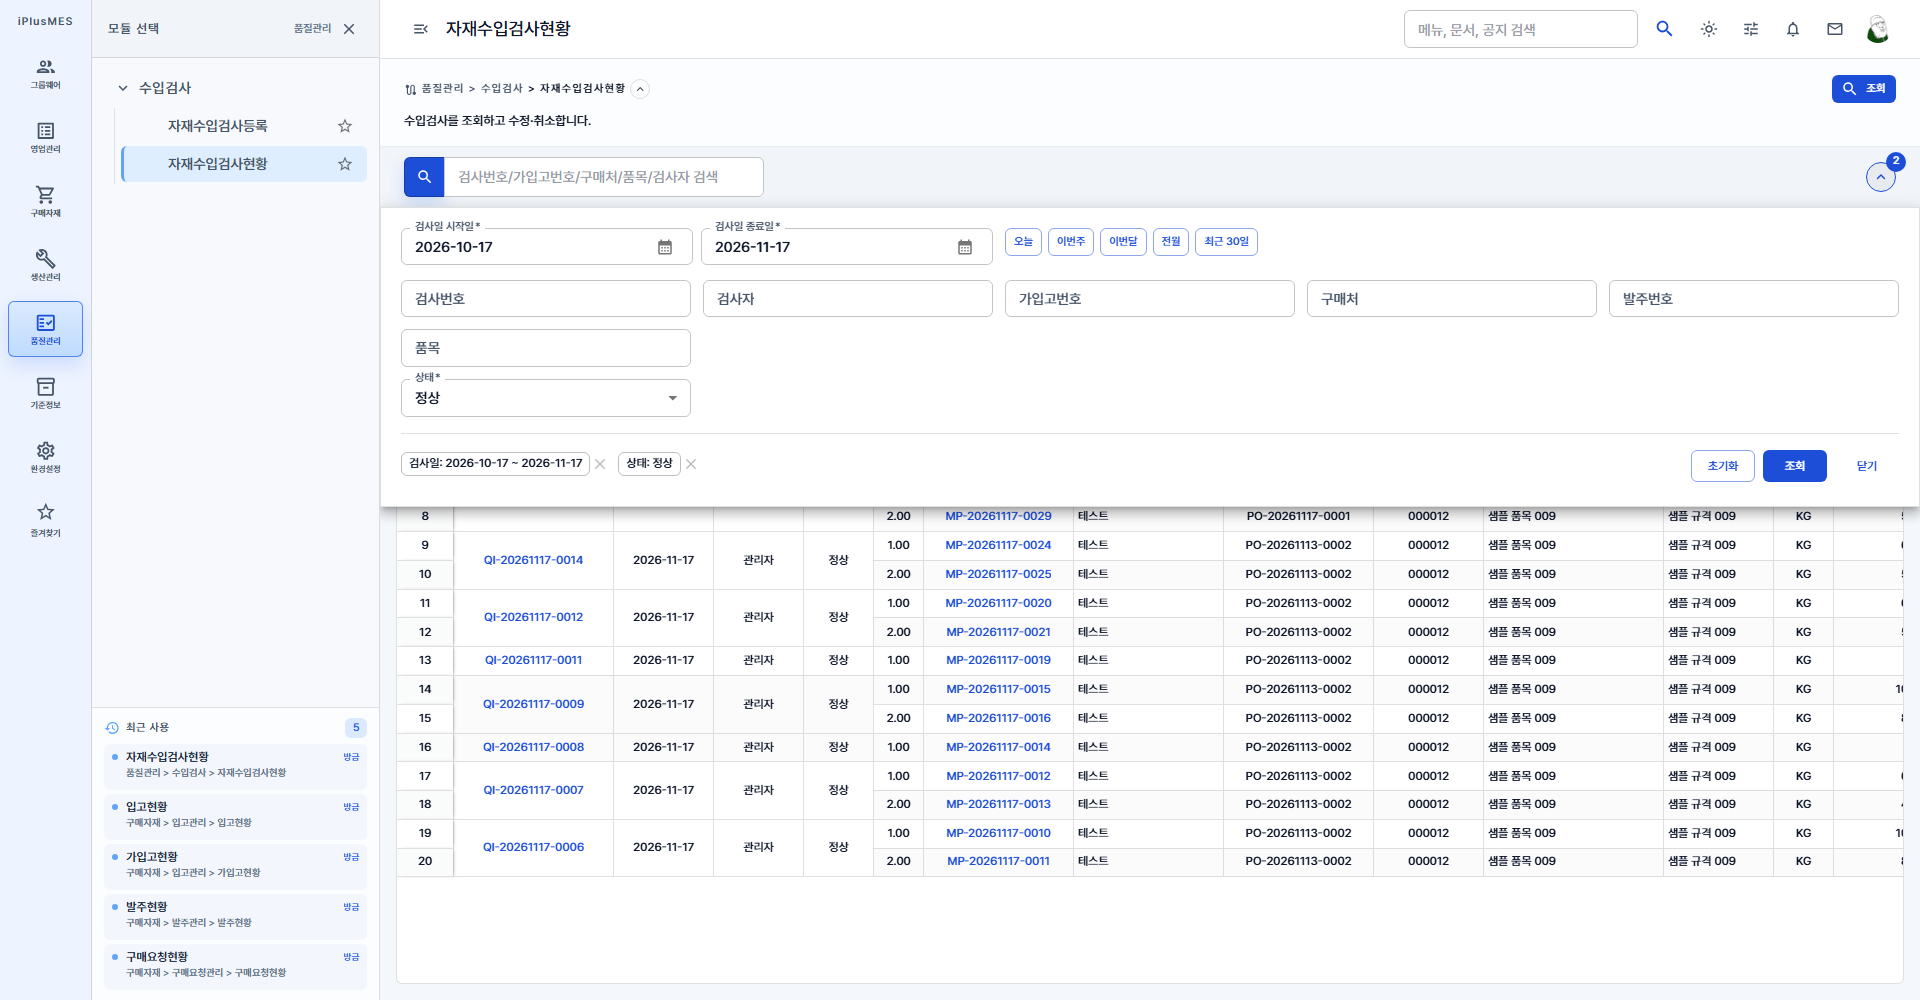 iPlusMES
그룹웨어
영업관리
구매자재
생산관리
품질관리
기준정보
환경설정
즐겨찾기
모듈 선택
품질관리
수입검사
자재수입검사등록
자재수입검사현황
최근 사용
5
자재수입검사현황
방금
품질관리 > 수입검사 > 자재수입검사현황
입고현황
방금
구매자재 > 입고관리 > 입고현황
가입고현황
방금
구매자재 > 입고관리 > 가입고현황
발주현황
방금
구매자재 > 발주관리 > 발주현황
구매요청현황
방금
구매자재 > 구매요청관리 > 구매요청현황
자재수입검사현황
메뉴, 문서, 공지 검색
품질관리 > 수입검사 > 자재수입검사현황
조회
수입검사를 조회하고 수정·취소합니다.
검사번호/가입고번호/구매처/품목/검사자 검색
2
검사일 시작일*
2026-10-17
검사일 종료일*
2026-11-17
오늘
이번주
이번달
전월
최근 30일
검사번호
검사자
가입고번호
구매처
발주번호
품목
상태*
정상
검사일: 2026-10-17 ~ 2026-11-17
상태: 정상
초기화
조회
닫기
8 2.00 MP-20261117-0029 테스트 PO-20261117-0001 000012 샘플 품목 009 샘플 규격 009 KG
9 QI-20261117-0014 2026-11-17 관리자 정상 1.00 MP-20261117-0024 테스트 PO-20261113-0002 000012 샘플 품목 009 샘플 규격 009 KG
10 2.00 MP-20261117-0025 테스트 PO-20261113-0002 000012 샘플 품목 009 샘플 규격 009 KG
11 QI-20261117-0012 2026-11-17 관리자 정상 1.00 MP-20261117-0020 테스트 PO-20261113-0002 000012 샘플 품목 009 샘플 규격 009 KG
12 2.00 MP-20261117-0021 테스트 PO-20261113-0002 000012 샘플 품목 009 샘플 규격 009 KG
13 QI-20261117-0011 2026-11-17 관리자 정상 1.00 MP-20261117-0019 테스트 PO-20261113-0002 000012 샘플 품목 009 샘플 규격 009 KG
14 QI-20261117-0009 2026-11-17 관리자 정상 1.00 MP-20261117-0015 테스트 PO-20261113-0002 000012 샘플 품목 009 샘플 규격 009 KG
15 2.00 MP-20261117-0016 테스트 PO-20261113-0002 000012 샘플 품목 009 샘플 규격 009 KG
16 QI-20261117-0008 2026-11-17 관리자 정상 1.00 MP-20261117-0014 테스트 PO-20261113-0002 000012 샘플 품목 009 샘플 규격 009 KG
17 QI-20261117-0007 2026-11-17 관리자 정상 1.00 MP-20261117-0012 테스트 PO-20261113-0002 000012 샘플 품목 009 샘플 규격 009 KG
18 2.00 MP-20261117-0013 테스트 PO-20261113-0002 000012 샘플 품목 009 샘플 규격 009 KG
19 QI-20261117-0006 2026-11-17 관리자 정상 1.00 MP-20261117-0010 테스트 PO-20261113-0002 000012 샘플 품목 009 샘플 규격 009 KG
20 2.00 MP-20261117-0011 테스트 PO-20261113-0002 000012 샘플 품목 009 샘플 규격 009 KG